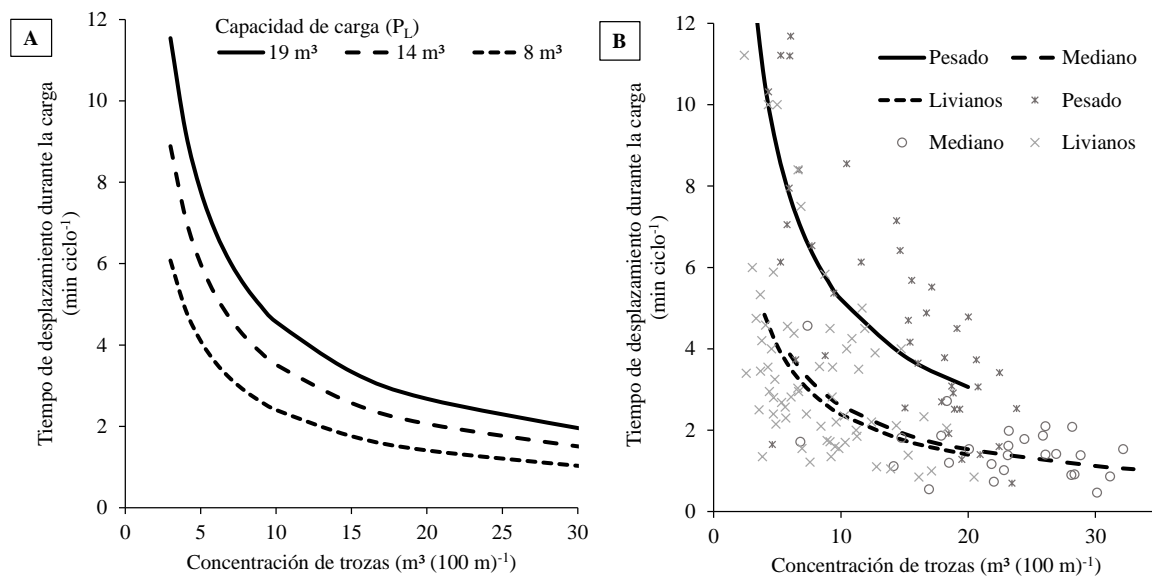 A
Capacidad de carga (P_L)
19 m³ 14 m³ 8 m³
Tiempo de desplazamiento durante la carga
(min ciclo⁻¹)
12
10
8
6
4
2
0
0 5 10 15 20 25 30
Concentración de trozas (m³ (100 m)⁻¹)
B
Pesado Mediano
Livianos Pesado
Mediano Livianos
Tiempo de desplazamiento durante la carga
(min ciclo⁻¹)
12
10
8
6
4
2
0
0 10 20 30
Concentración de trozas (m³ (100 m)⁻¹)